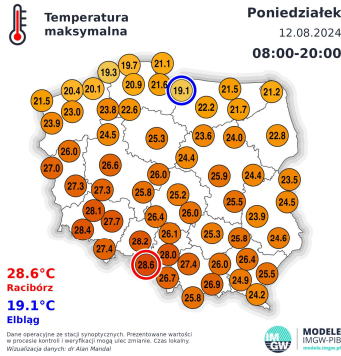 Temperatura
maksymalna
Poniedziałek
12.08.2024
08:00-20:00
19.3 19.7 21.1
20.4 20.1 20.9 21.6 19.1 21.5 21.2
21.5 23.0 23.8 22.6 22.2 21.7
23.9 24.5 25.3 23.6 24.0 22.8
26.0 24.4
27.0 26.6 25.9 24.4 23.5
27.3 27.3 25.8 25.2
28.1 27.7 26.4 26.0 25.5 24.5
28.4 26.1 25.3 23.9
27.4 28.2 25.8 24.6
28.6 28.0 27.4 26.0 26.4
26.7 26.9 24.9 25.5
25.8 24.2
28.6°C
Racibórz
19.1°C
Elbląg
Dane operacyjne ze stacji synoptycznych. Prezentowane wartości
w procesie kontroli i weryfikacji mogą ulec zmianie. Czas lokalny.
Wizualizacja danych: dr Alan Mandal
IM
GW
MODELE
IMGW-PIB
modele.imgw.pl